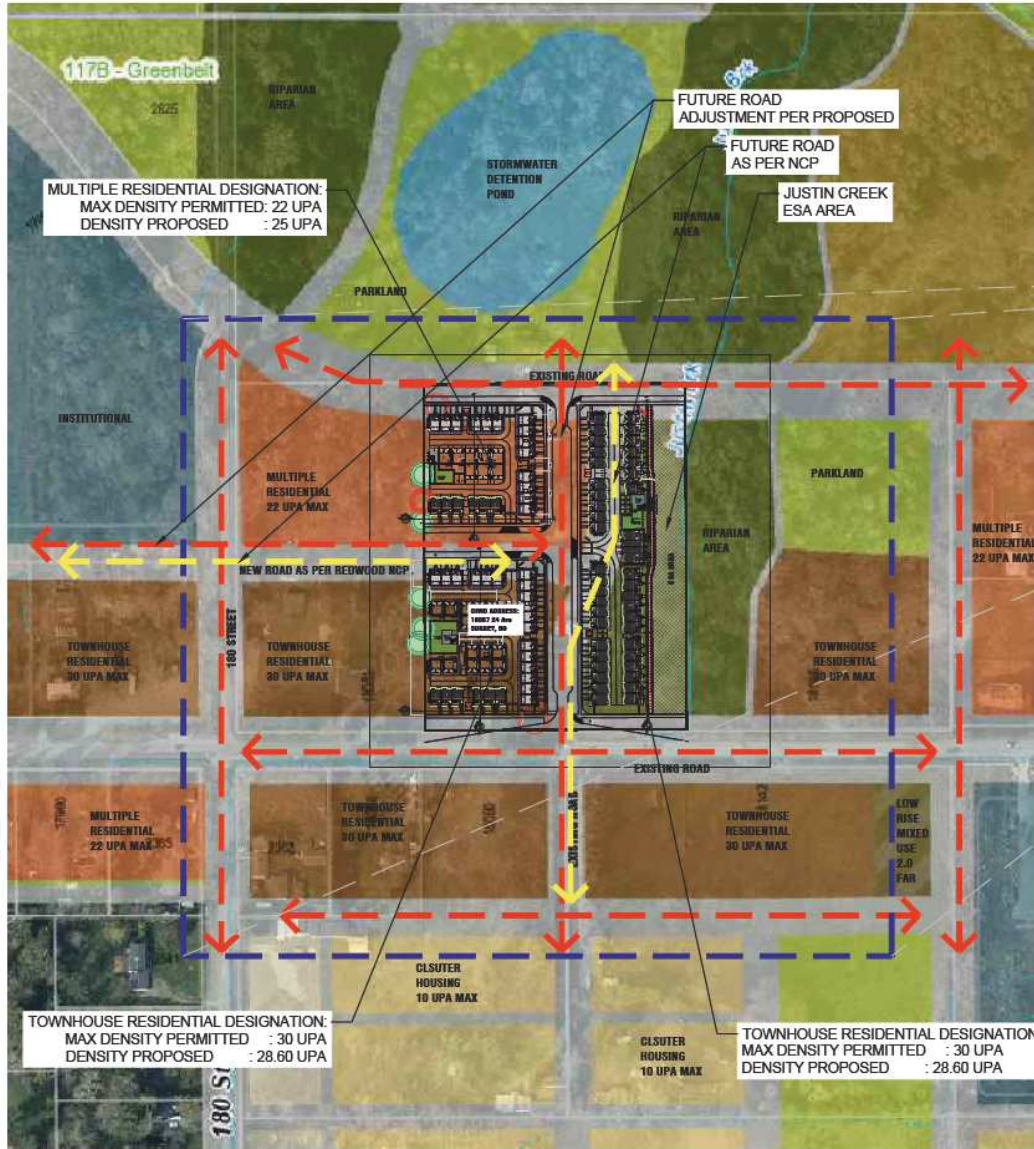 117B - Greenbelt
2825
RIPARIAN
AREA
FUTURE ROAD
ADJUSTMENT PER PROPOSED
STORMWATER
DETENTION
POND
FUTURE ROAD
AS PER NCP
MULTIPLE RESIDENTIAL DESIGNATION:
MAX DENSITY PERMITTED: 22 UPA
DENSITY PROPOSED : 25 UPA
JUSTIN CREEK
ESA AREA
RIPARIAN
AREA
PARKLAND
EXISTING ROAD
INSTITUTIONAL
MULTIPLE
RESIDENTIAL
22 UPA MAX
PARKLAND
RIPARIAN
AREA
MULTIPLE
RESIDENTIAL
22 UPA MAX
NEW ROAD AS PER REDWOOD NCP
180 STREET
TOWNHOUSE
RESIDENTIAL
30 UPA MAX
TOWNHOUSE
RESIDENTIAL
30 UPA MAX
TOWNHOUSE
RESIDENTIAL
30 UPA MAX
EXISTING ROAD
MULTIPLE
RESIDENTIAL
22 UPA MAX
TOWNHOUSE
RESIDENTIAL
30 UPA MAX
EXISTING ROAD
TOWNHOUSE
RESIDENTIAL
30 UPA MAX
LOW
RISE
MIXED
USE
2.0
FAR
CLSUTER
HOUSING
10 UPA MAX
TOWNHOUSE RESIDENTIAL DESIGNATION:
MAX DENSITY PERMITTED : 30 UPA
DENSITY PROPOSED : 28.60 UPA
CLSUTER
HOUSING
10 UPA MAX
TOWNHOUSE RESIDENTIAL DESIGNATION
MAX DENSITY PERMITTED : 30 UPA
DENSITY PROPOSED : 28.60 UPA
180 St